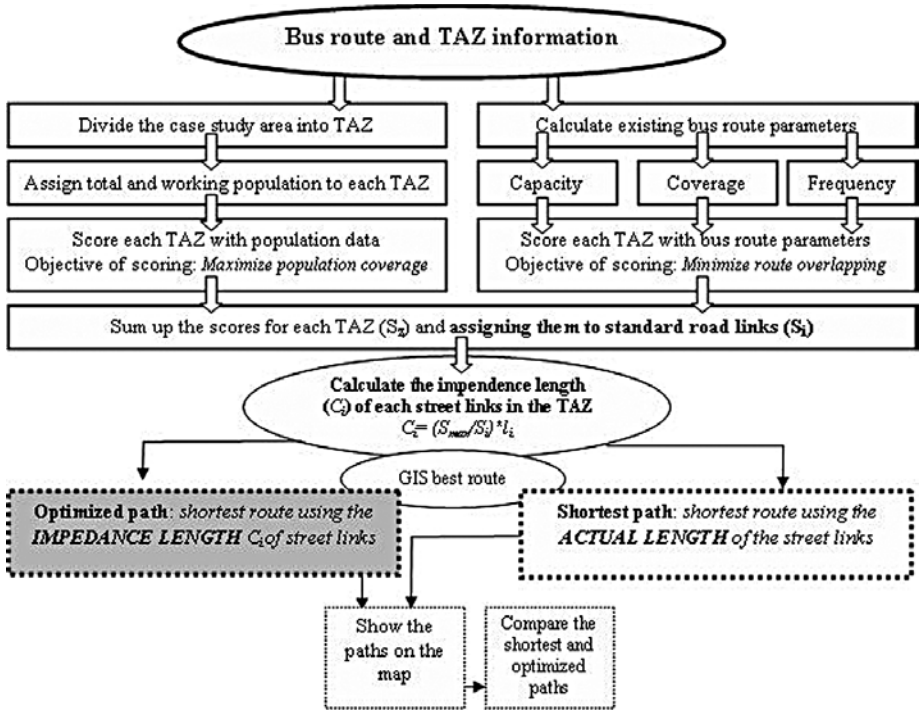 Bus route and TAZ information
Divide the case study area into TAZ
Calculate existing bus route parameters
Assign total and working population to each TAZ
Capacity
Coverage
Frequency
Score each TAZ with population data
Objective of scoring: Maximize population coverage
Score each TAZ with bus route parameters
Objective of scoring: Minimize route overlapping
Sum up the scores for each TAZ (Sz) and assigning them to standard road links (Si)
Calculate the impendence length
(Ci) of each street links in the TAZ
Ci= (Smax/Si)*li
GIS best route
Optimized path: shortest route using the
IMPEDANCE LENGTH Ci of street links
Shortest path: shortest route using the
ACTUAL LENGTH of the street links
Show the
paths on the
map
Compare the
shortest and
optimized
paths